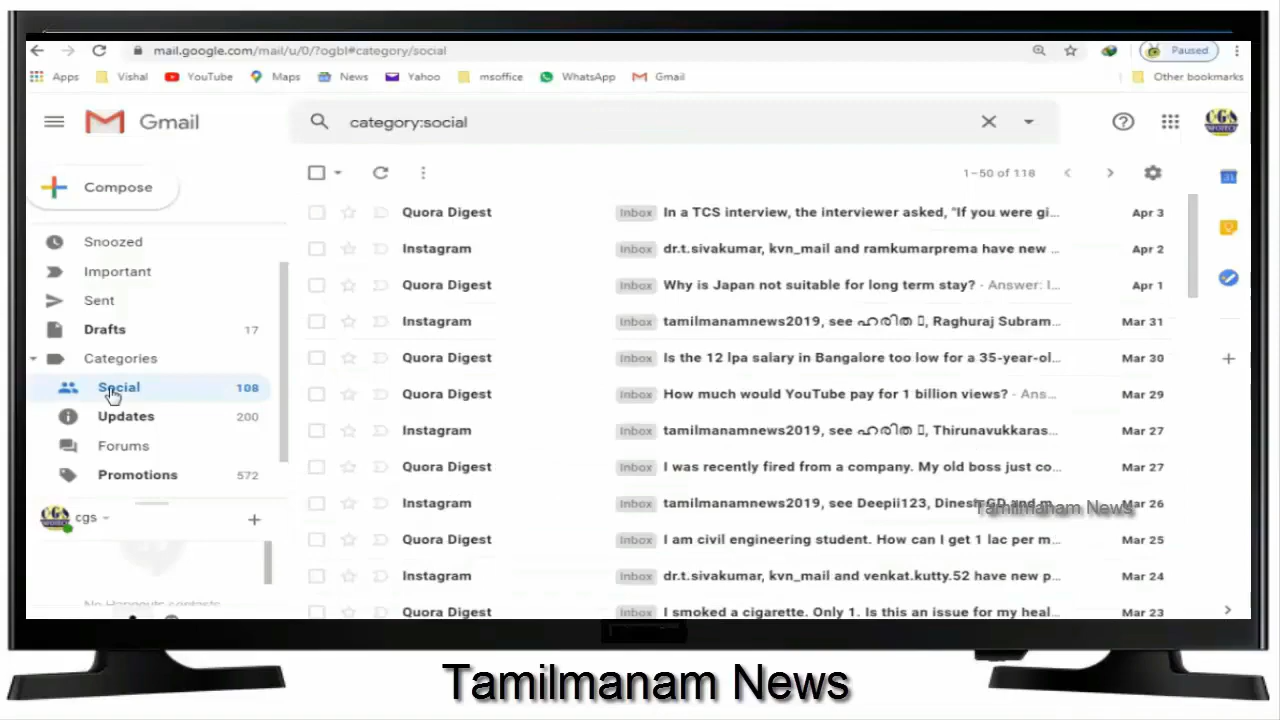 mail.google.com/mail/u/0/?ogbl#category/social
Paused
Apps Vishal YouTube Maps News Yahoo msoffice WhatsApp Gmail Other bookmarks
Gmail
category:social
Compose
1–50 of 118
Snoozed
Important
Sent
Drafts 17
Categories
Social 108
Updates 200
Forums
Promotions 572
cgs
Quora Digest Inbox In a TCS interview, the interviewer asked, "If you were gi... Apr 3
Instagram Inbox dr.t.sivakumar, kvn_mail and ramkumarprema have new ... Apr 2
Quora Digest Inbox Why is Japan not suitable for long term stay? - Answer: I... Apr 1
Instagram Inbox tamilmanamnews2019, see ഹരിത , Raghuraj Subram... Mar 31
Quora Digest Inbox Is the 12 lpa salary in Bangalore too low for a 35-year-ol... Mar 30
Quora Digest Inbox How much would YouTube pay for 1 billion views? - Ans... Mar 29
Instagram Inbox tamilmanamnews2019, see ഹരിത , Thirunavukkaras... Mar 27
Quora Digest Inbox I was recently fired from a company. My old boss just co... Mar 27
Instagram Inbox tamilmanamnews2019, see Deepii123, Dinesh GD and m... Mar 26
Tamilmanam News
Quora Digest Inbox I am civil engineering student. How can I get 1 lac per m... Mar 25
Instagram Inbox dr.t.sivakumar, kvn_mail and venkat.kutty.52 have new p... Mar 24
Quora Digest Inbox I smoked a cigarette. Only 1. Is this an issue for my heal... Mar 23
No Hangouts contacts
Tamilmanam News